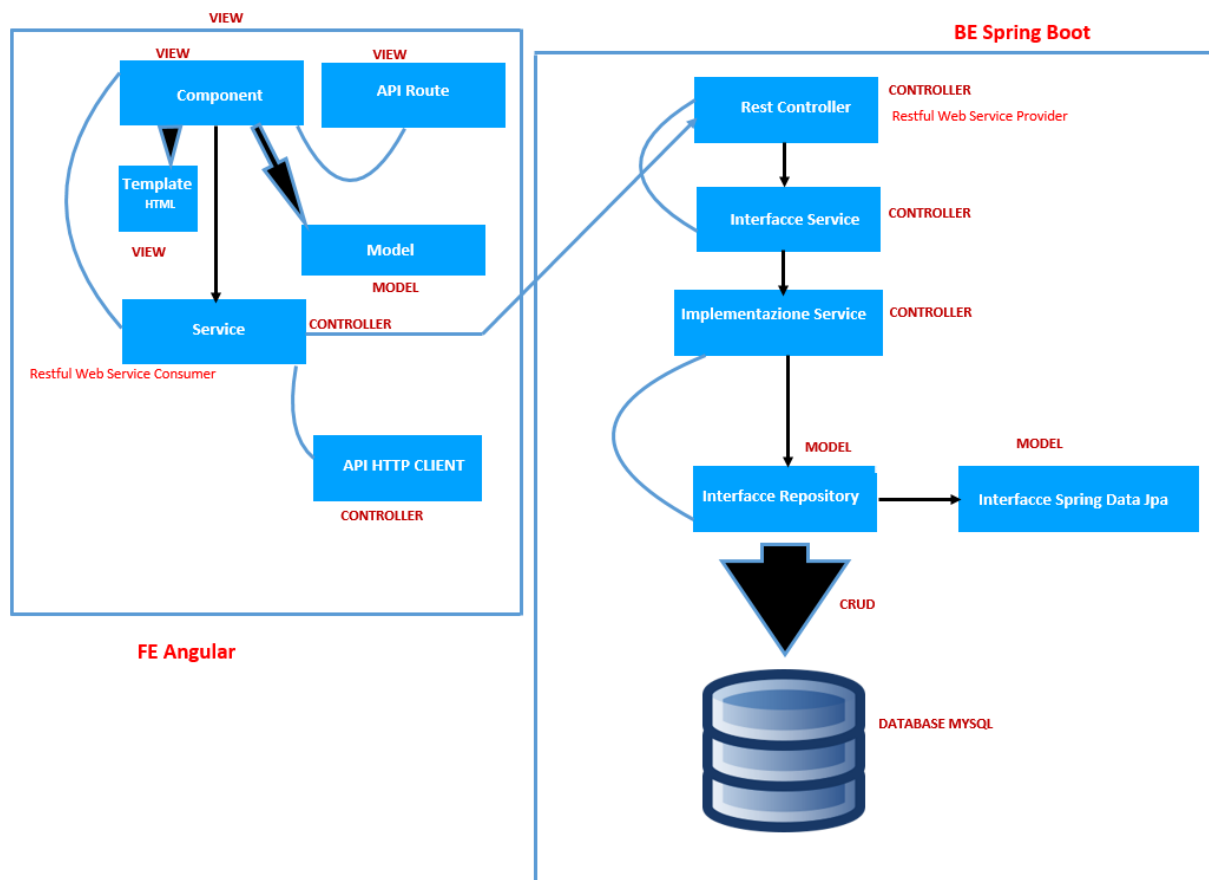 VIEW
VIEW
Component
VIEW
API Route
Template
HTML
VIEW
Model
MODEL
Service
CONTROLLER
Restful Web Service Consumer
API HTTP CLIENT
CONTROLLER
FE Angular
BE Spring Boot
Rest Controller
CONTROLLER
Restful Web Service Provider
Interfacce Service
CONTROLLER
Implementazione Service
CONTROLLER
MODEL
Interfacce Repository
MODEL
Interfacce Spring Data Jpa
CRUD
DATABASE MYSQL